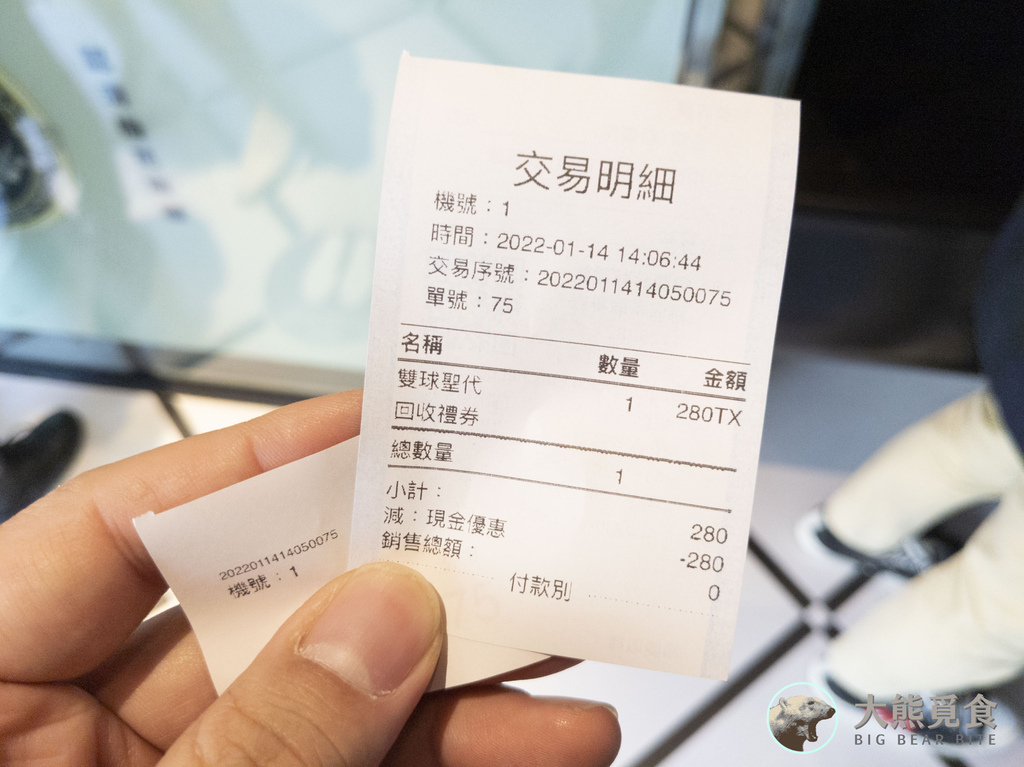 交易明細
機號：1
時間：2022-01-14 14:06:44
交易序號：2022011414050075
單號：75
名稱 數量 金額
雙球聖代 1 280TX
回收禮券
總數量 1
小計： 280
減：現金優惠 -280
銷售總額： 0
付款別
2022011414050075
機號：1
大熊覓食
BIG BEAR BITE